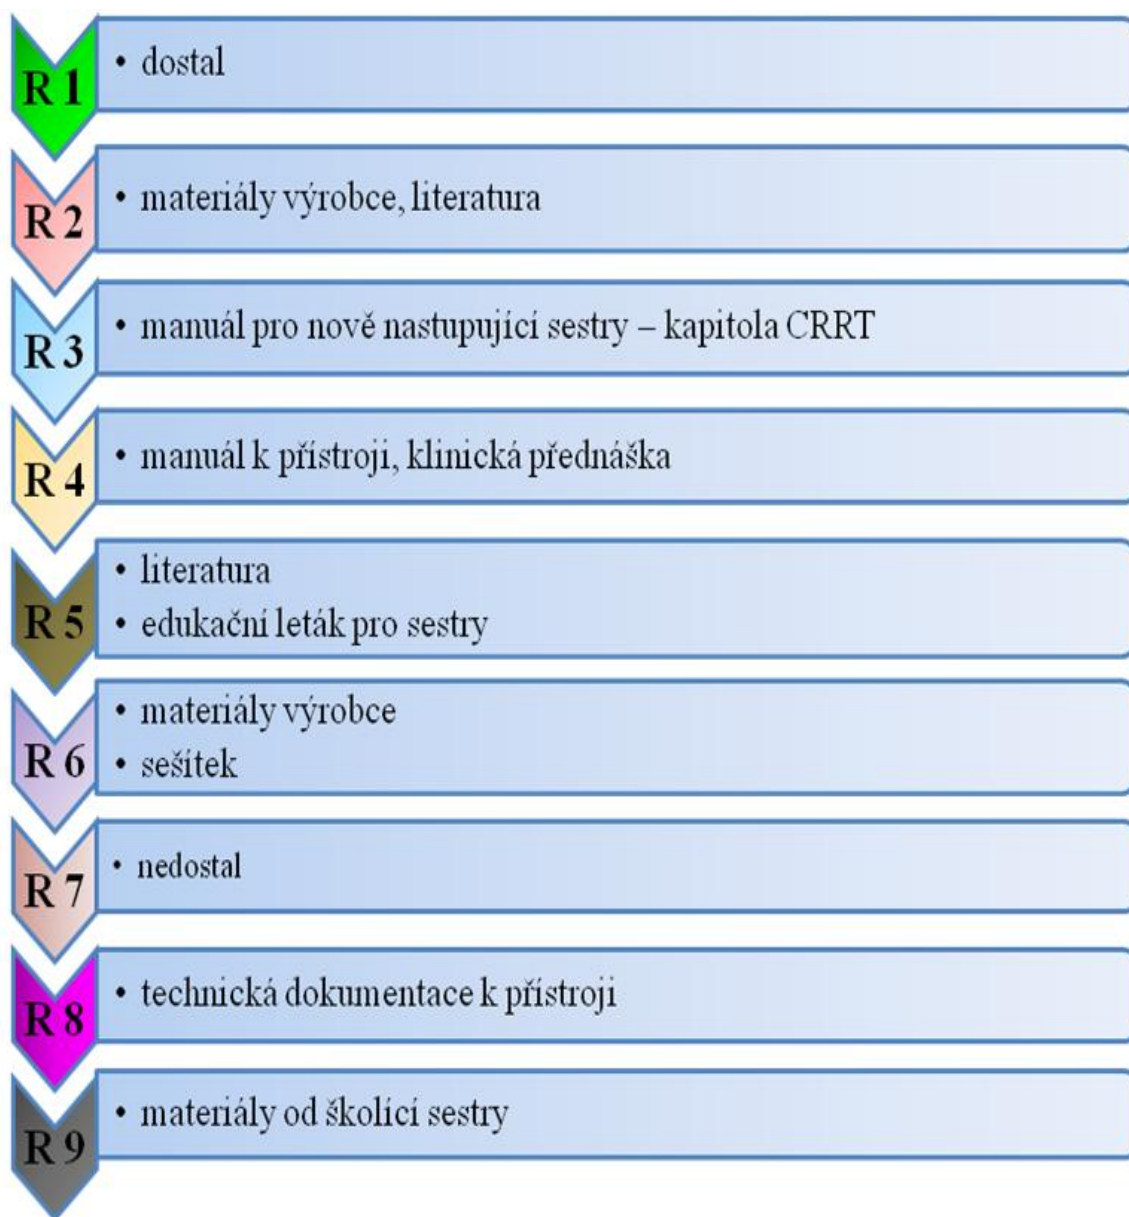 R 1
• dostal
R 2
• materiály výrobce, literatura
R 3
• manuál pro nově nastupující sestry – kapitola CRRT
R 4
• manuál k přístroji, klinická přednáška
R 5
• literatura
• edukační leták pro sestry
R 6
• materiály výrobce
• sešítek
R 7
• nedostal
R 8
• technická dokumentace k přístroji
R 9
• materiály od školící sestry